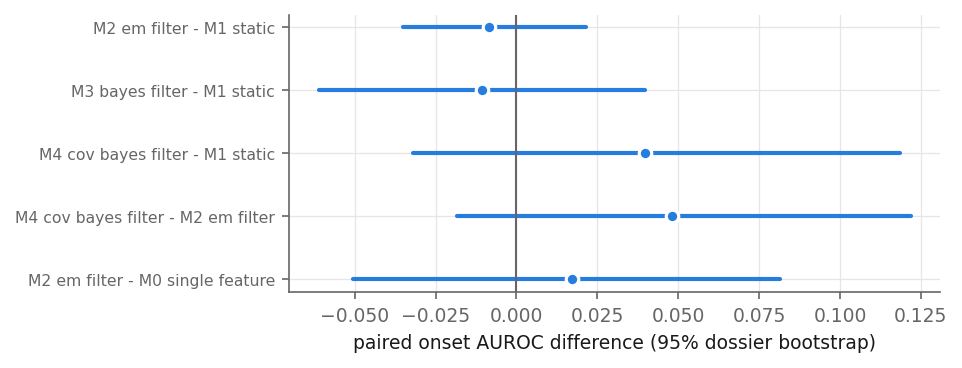 M2 em filter - M1 static
M3 bayes filter - M1 static
M4 cov bayes filter - M1 static
M4 cov bayes filter - M2 em filter
M2 em filter - M0 single feature
−0.050 −0.025 0.000 0.025 0.050 0.075 0.100 0.125
paired onset AUROC difference (95% dossier bootstrap)